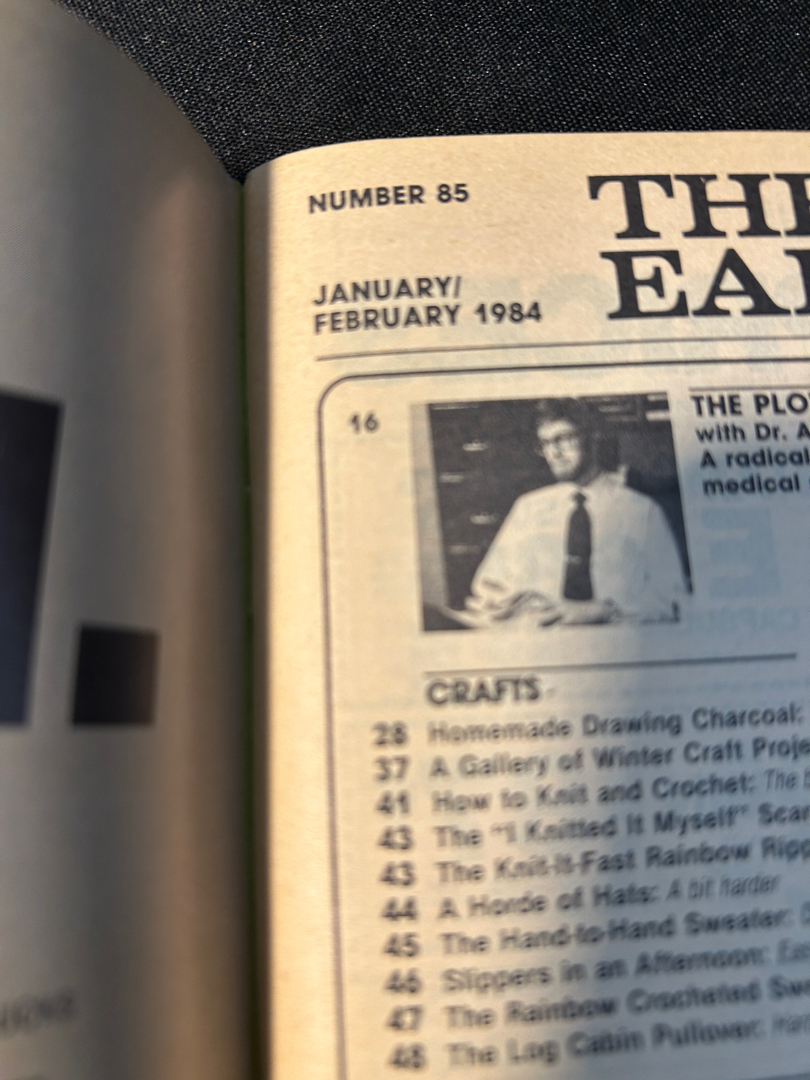 NUMBER 85
THE
EAR
JANUARY/
FEBRUARY 1984
16
THE PLO
with Dr. A
A radical
medical
CRAFTS
28 Homemade Drawing Charcoal:
37 A Gallery of Winter Craft Proje
41 How to Knit and Crochet: The
43 The "I Knitted It Myself" Scar
43 The Knit-It-Fast Rainbow Ripp
44 A Horde of Hats: A bit harder
45 The Hand-to-Hand Sweater:
46 Slippers in an Afternoon: Eas
47 The Rainbow Crocheted Swe
48 The Log Cabin Pullover: